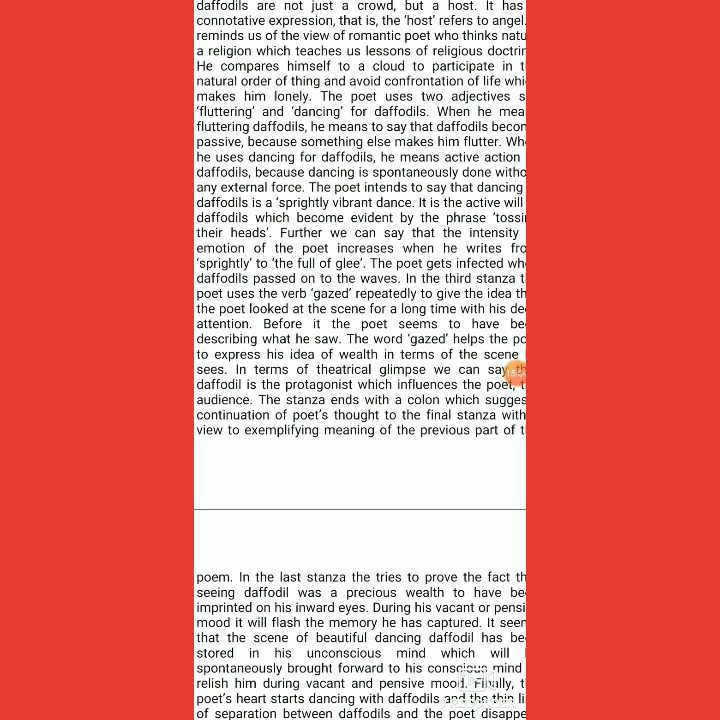 daffodils are not just a crowd, but a host. It has
connotative expression, that is, the ‘host’ refers to angel.
reminds us of the view of romantic poet who thinks natu
a religion which teaches us lessons of religious doctrin
He compares himself to a cloud to participate in t
natural order of thing and avoid confrontation of life whi
makes him lonely. The poet uses two adjectives s
‘fluttering’ and ‘dancing’ for daffodils. When he mea
fluttering daffodils, he means to say that daffodils becon
passive, because something else makes him flutter. Wh
he uses dancing for daffodils, he means active action
daffodils, because dancing is spontaneously done witho
any external force. The poet intends to say that dancing
daffodils is a ‘sprightly vibrant dance. It is the active will
daffodils which become evident by the phrase ‘tossi
their heads’. Further we can say that the intensity
emotion of the poet increases when he writes fro
‘sprightly’ to ‘the full of glee’. The poet gets infected wh
daffodils passed on to the waves. In the third stanza t
poet uses the verb ‘gazed’ repeatedly to give the idea th
the poet looked at the scene for a long time with his de
attention. Before it the poet seems to have be
describing what he saw. The word ‘gazed’ helps the po
to express his idea of wealth in terms of the scene
sees. In terms of theatrical glimpse we can say
daffodil is the protagonist which influences the poet, t
audience. The stanza ends with a colon which sugges
continuation of poet’s thought to the final stanza with
view to exemplifying meaning of the previous part of t
poem. In the last stanza the tries to prove the fact th
seeing daffodil was a precious wealth to have be
imprinted on his inward eyes. During his vacant or pensi
mood it will flash the memory he has captured. It seen
that the scene of beautiful dancing daffodil has be
stored in his unconscious mind which will
spontaneously brought forward to his conscious mind
relish him during vacant and pensive mood. Finally, t
poet’s heart starts dancing with daffodils and the thin li
of separation between daffodils and the poet disappe